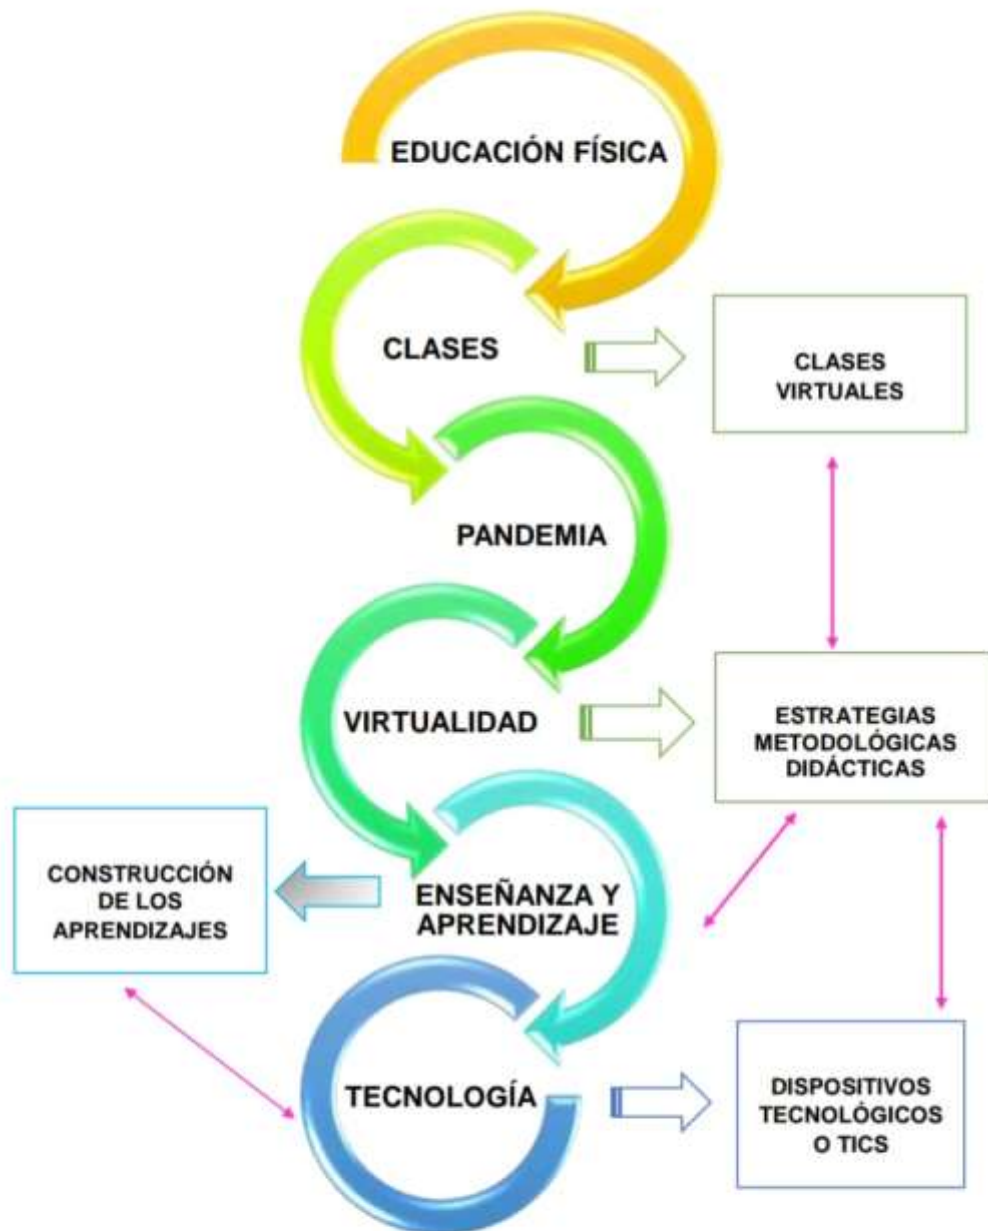 EDUCACIÓN FÍSICA
CLASES
CLASES
VIRTUALES
PANDEMIA
VIRTUALIDAD
ESTRATEGIAS
METODOLÓGICAS
DIDÁCTICAS
CONSTRUCCIÓN
DE LOS
APRENDIZAJES
ENSEÑANZA Y
APRENDIZAJE
TECNOLOGÍA
DISPOSITIVOS
TECNOLÓGICOS
O TICS